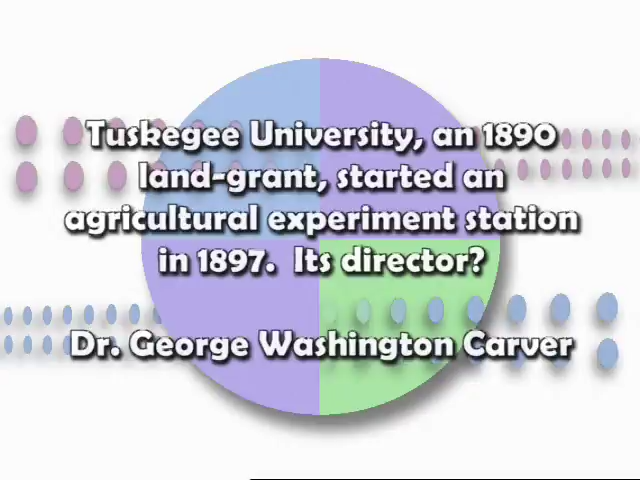 Tuskegee University, an 1890
land-grant, started an
agricultural experiment station
in 1897. Its director?
Dr. George Washington Carver